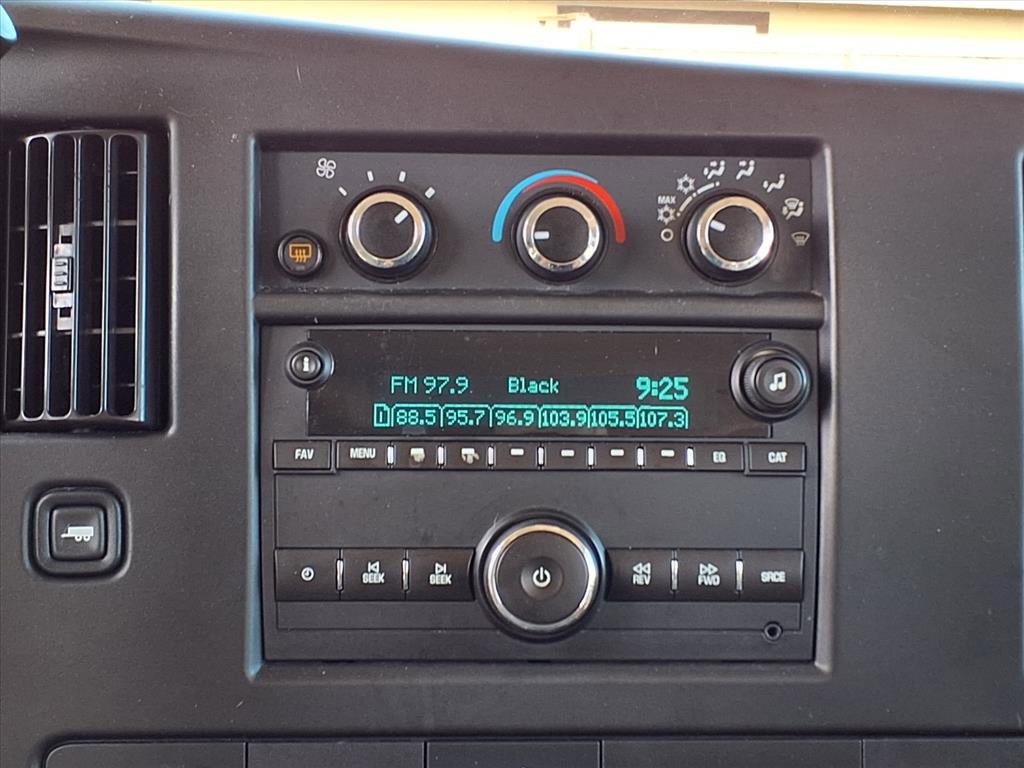 MAX
i
FM 97.9 Black 9:25
1 88.5 95.7 96.9 103.9 105.5 107.3
FAV MENU EQ CAT
SEEK SEEK REV FWD SRCE